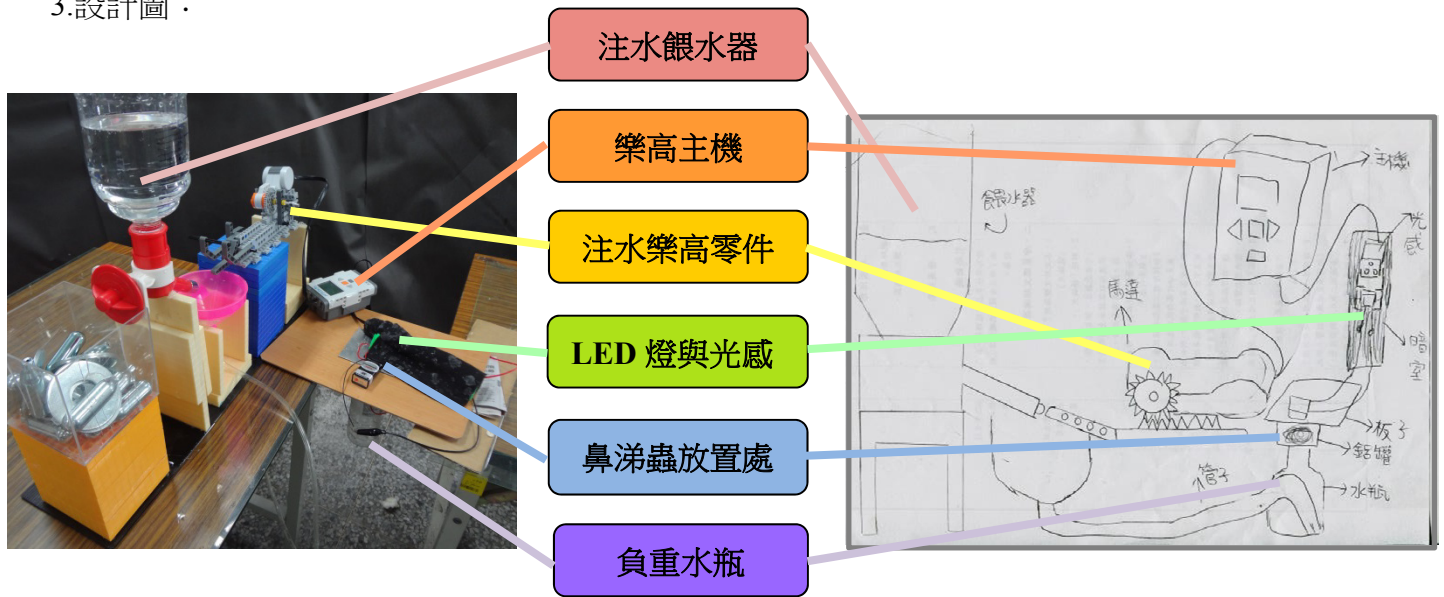 3.設計圖：
注水餵水器
樂高主機
注水樂高零件
LED 燈與光感
鼻涕蟲放置處
負重水瓶
餵水器
馬達
主機
光感
暗室
板子
鋁罐
管子
水瓶